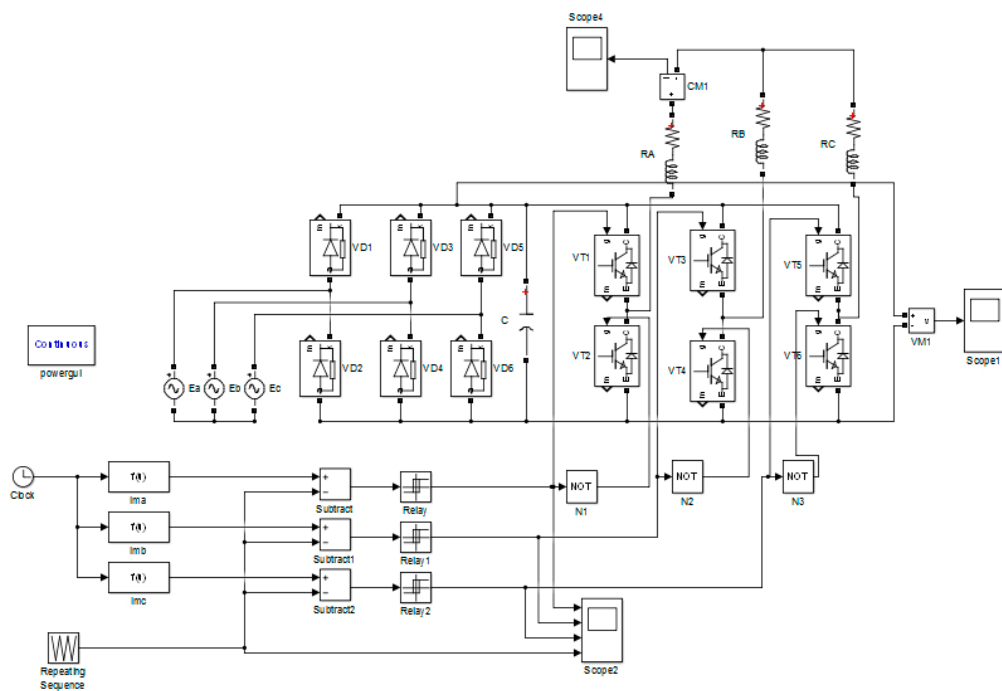 Scope4
CM1
RA
RB
RC
m
VD1
m
VD3
m
VD5
g
C
VT1
E
m
g
C
VT3
E
m
g
C
VT5
E
m
C
Continuous
powergui
Ea
Eb
Ec
m
VD2
m
VD4
m
VD6
g
C
VT2
E
m
g
C
VT4
E
m
g
C
VT6
E
m
v
VM1
Scope1
Clock
f(u)
Ima
f(u)
Imb
f(u)
Imc
Subtract
Subtract1
Subtract2
Relay
Relay1
Relay2
NOT
N1
NOT
N2
NOT
N3
Scope2
Repeating
Sequence